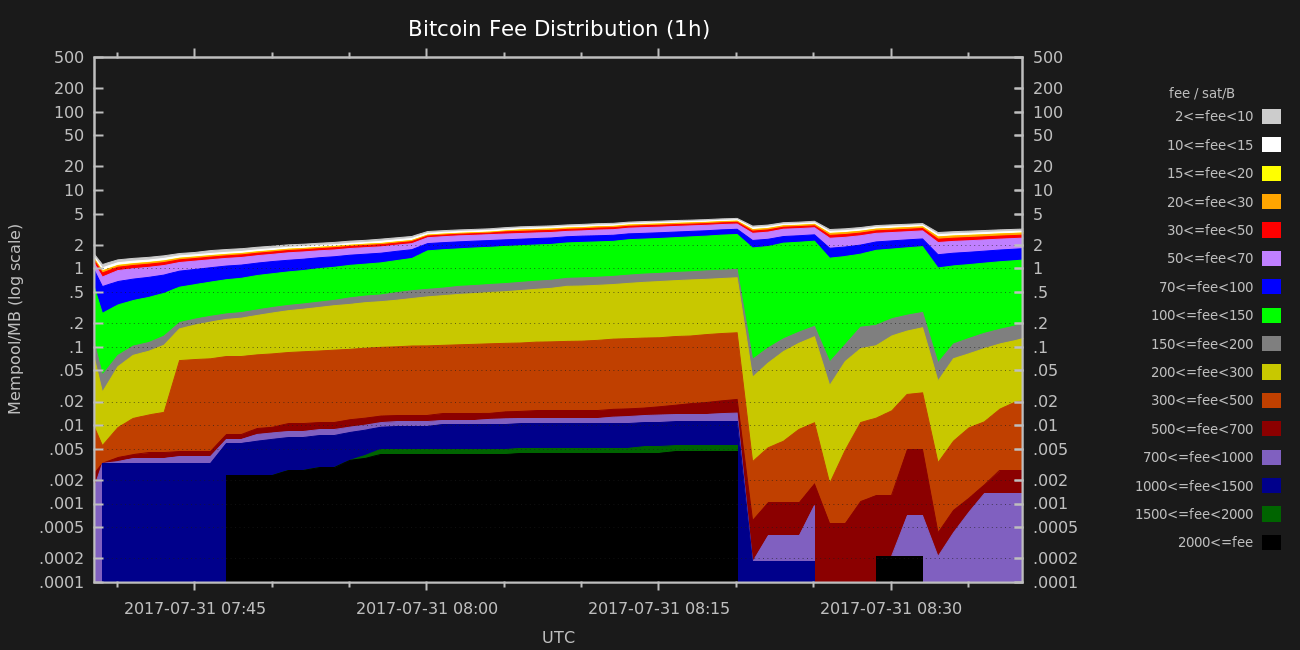 Bitcoin Fee Distribution (1h)
500
200
100
50
20
10
5
2
1
.5
.2
.1
.05
.02
.01
.005
.002
.001
.0005
.0002
.0001
Mempool/MB (log scale)
500
200
100
50
20
10
5
2
1
.5
.2
.1
.05
.02
.01
.005
.002
.001
.0005
.0002
.0001
2017-07-31 07:45
2017-07-31 08:00
2017-07-31 08:15
2017-07-31 08:30
UTC
fee / sat/B
2<=fee<10
10<=fee<15
15<=fee<20
20<=fee<30
30<=fee<50
50<=fee<70
70<=fee<100
100<=fee<150
150<=fee<200
200<=fee<300
300<=fee<500
500<=fee<700
700<=fee<1000
1000<=fee<1500
1500<=fee<2000
2000<=fee